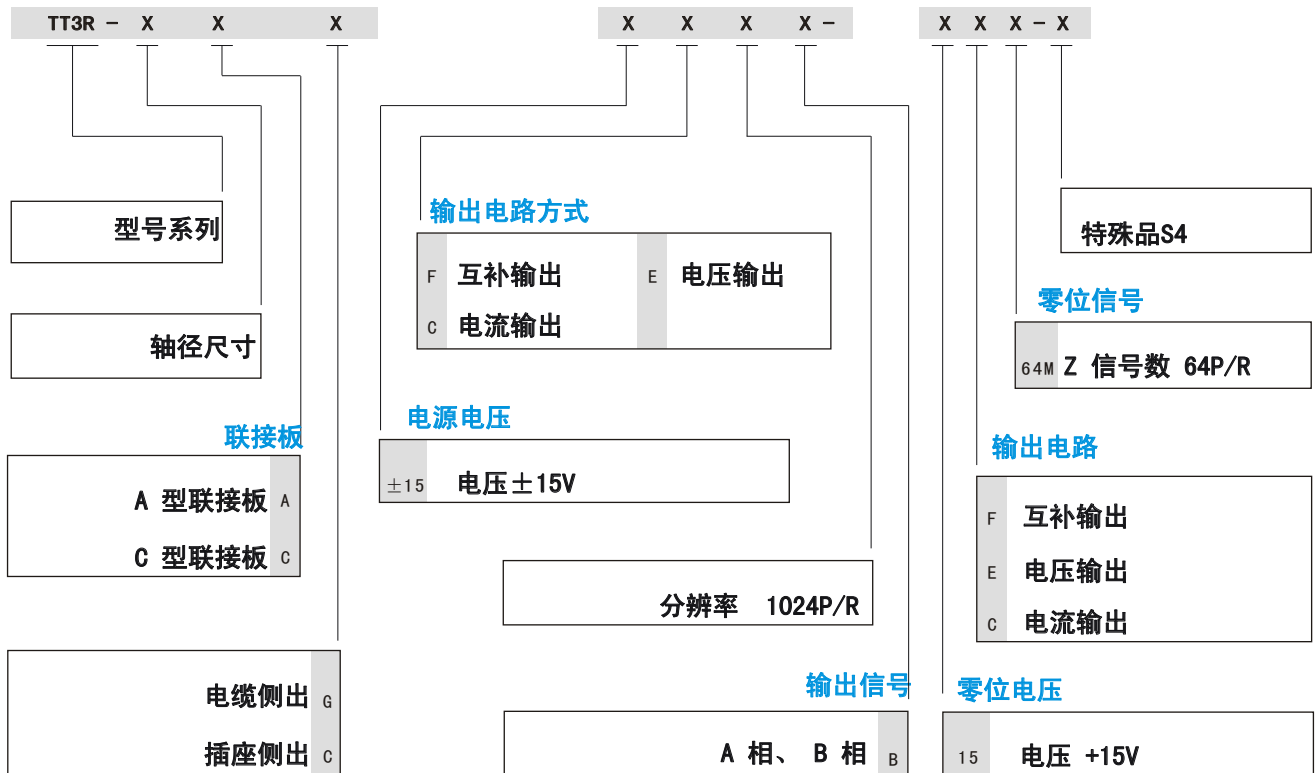 TT3R - X X X X X X X - X X X - X
型号系列
轴径尺寸
联接板
A 型联接板 A
C 型联接板 C
电缆侧出 G
插座侧出 C
输出电路方式
F 互补输出 E 电压输出
C 电流输出
电源电压
±15 电压±15V
分辨率 1024P/R
输出信号
A 相、 B 相 B
特殊品S4
零位信号
64M Z 信号数 64P/R
输出电路
F 互补输出
E 电压输出
C 电流输出
零位电压
15 电压 +15V